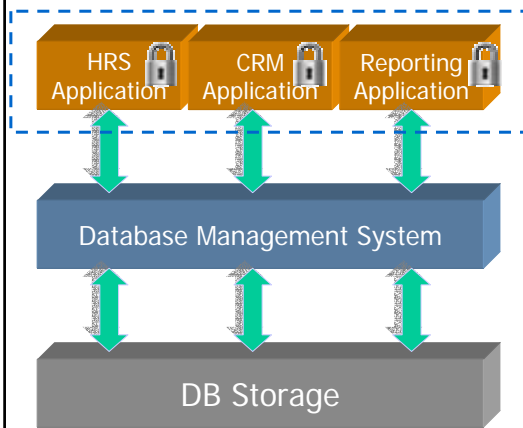 HRS
Application
CRM
Application
Reporting
Application
Database Management System
DB Storage